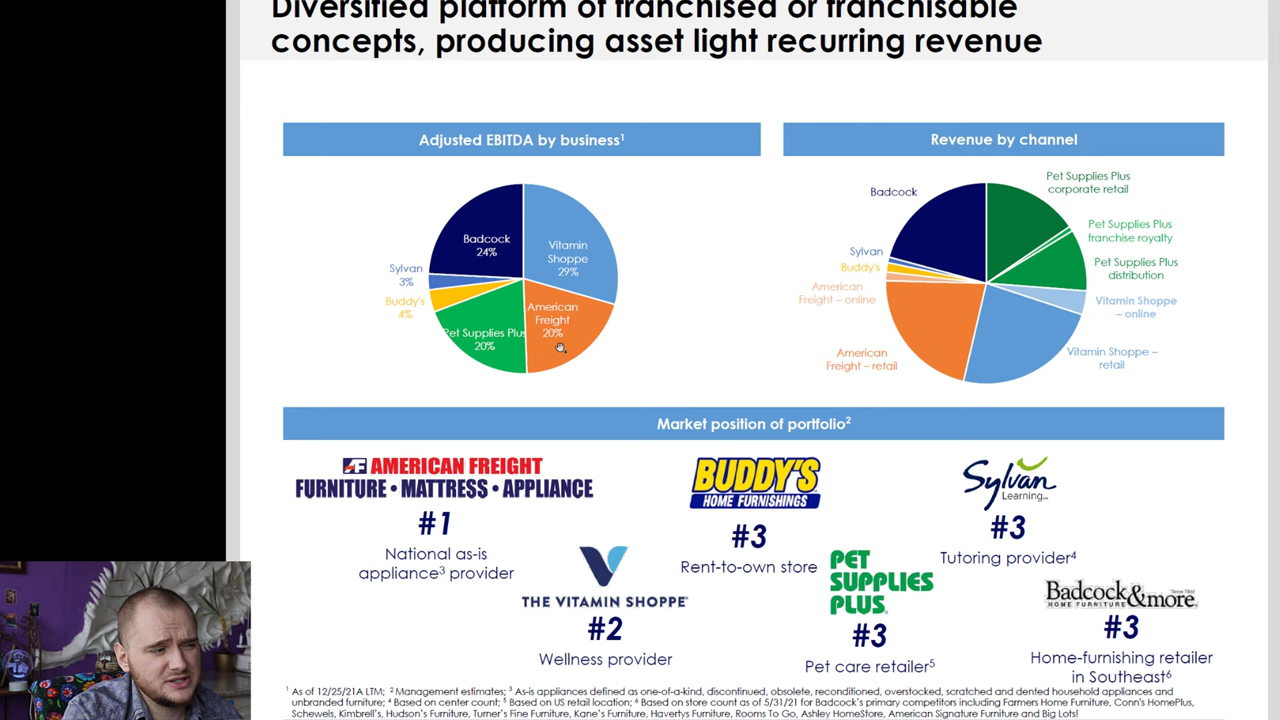 Diversified platform of franchised or franchisable
concepts, producing asset light recurring revenue
Adjusted EBITDA by business¹
Badcock
24%
Vitamin
Shoppe
29%
Sylvan
3%
Buddy's
4%
American
Freight
20%
Pet Supplies Plus
20%
Revenue by channel
Pet Supplies Plus
corporate retail
Badcock
Pet Supplies Plus
franchise royalty
Sylvan
Buddy's
Pet Supplies Plus
distribution
American
Freight – online
Vitamin Shoppe
– online
American
Freight – retail
Vitamin Shoppe –
retail
Market position of portfolio²
AF AMERICAN FREIGHT
FURNITURE • MATTRESS • APPLIANCE
#1
National as-is
appliance³ provider
BUDDY'S
HOME FURNISHINGS
#3
Rent-to-own store
Sylvan
Learning
#3
Tutoring provider⁴
THE VITAMIN SHOPPE®
#2
Wellness provider
PET
SUPPLIES
PLUS.
#3
Pet care retailer⁵
Badcock &more
HOME FURNITURE
#3
Home-furnishing retailer
in Southeast⁶
¹ As of 12/25/21A LTM; ² Management estimates; ³ As-is appliances defined as one-of-a-kind, discontinued, obsolete, reconditioned, overstocked, scratched and dented household appliances and
unbranded furniture; ⁴ Based on center count; ⁵ Based on US retail location; ⁶ Based on store count as of 5/31/21 for Badcock's primary competitors including Farmers Home Furniture, Conn's HomePlus,
Schewels, Kimbrell's, Hudson's Furniture, Turner's Fine Furniture, Kane's Furniture, Havertys Furniture, Rooms To Go, Ashley HomeStore, American Signature Furniture and Big Lots!